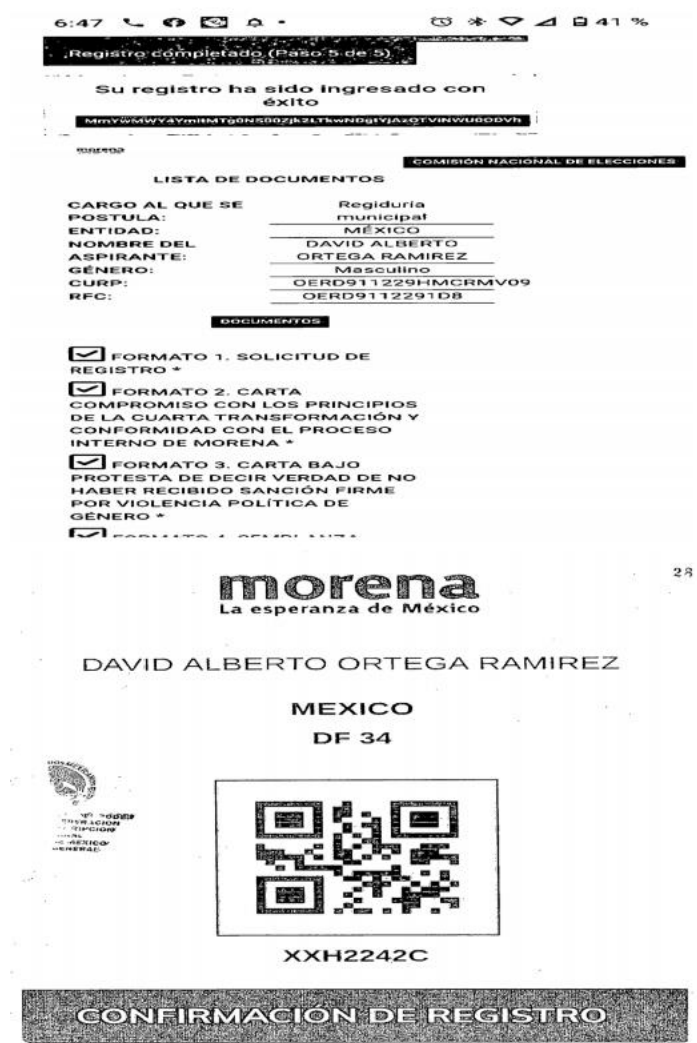 6:47 41 %
Registro completado (Paso 5 de 5)
Su registro ha sido ingresado con
éxito
morena
COMISIÓN NACIONAL DE ELECCIONES
LISTA DE DOCUMENTOS
CARGO AL QUE SE Regiduría
POSTULA: municipal
ENTIDAD: MÉXICO
NOMBRE DEL DAVID ALBERTO
ASPIRANTE: ORTEGA RAMIREZ
GÉNERO: Masculino
CURP: OERD911229HMCRMV09
RFC: OERD9112291D8
DOCUMENTOS
FORMATO 1. SOLICITUD DE
REGISTRO *
FORMATO 2. CARTA
COMPROMISO CON LOS PRINCIPIOS
DE LA CUARTA TRANSFORMACIÓN Y
CONFORMIDAD CON EL PROCESO
INTERNO DE MORENA *
FORMATO 3. CARTA BAJO
PROTESTA DE DECIR VERDAD DE NO
HABER RECIBIDO SANCIÓN FIRME
POR VIOLENCIA POLÍTICA DE
GÉNERO *
FORMATO 4. SEMBLANZA
morena
La esperanza de México
DAVID ALBERTO ORTEGA RAMIREZ
MEXICO
DF 34
XXH2242C
CONFIRMACIÓN DE REGISTRO